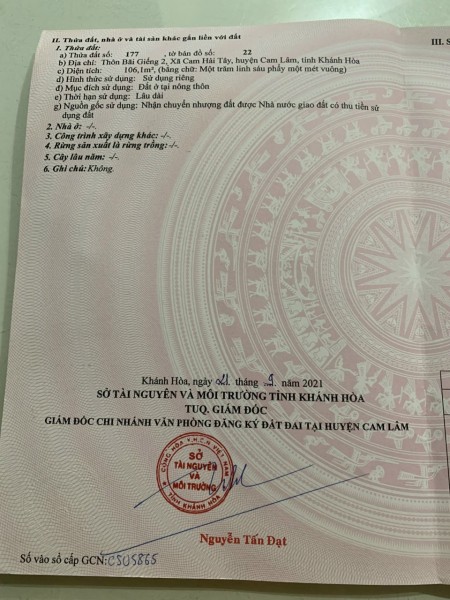 II. Thửa đất, nhà ở và tài sản khác gắn liền với đất
III. S
1. Thửa đất:
a) Thửa đất số: 177 , tờ bản đồ số: 22
b) Địa chỉ: Thôn Bãi Giếng 2, Xã Cam Hải Tây, huyện Cam Lâm, tỉnh Khánh Hòa
c) Diện tích: 106,1m², (bằng chữ: Một trăm linh sáu phẩy một mét vuông)
d) Hình thức sử dụng: Sử dụng riêng
đ) Mục đích sử dụng: Đất ở tại nông thôn
e) Thời hạn sử dụng: Lâu dài
g) Nguồn gốc sử dụng: Nhận chuyển nhượng đất được Nhà nước giao đất có thu tiền sử
dụng đất
2. Nhà ở: -/-.
3. Công trình xây dựng khác: -/-.
4. Rừng sản xuất là rừng trồng: -/-.
5. Cây lâu năm: -/-.
6. Ghi chú: Không.
Khánh Hòa, ngày 21 tháng 9 năm 2021
SỞ TÀI NGUYÊN VÀ MÔI TRƯỜNG TỈNH KHÁNH HÒA
TUQ. GIÁM ĐỐC
GIÁM ĐỐC CHI NHÁNH VĂN PHÒNG ĐĂNG KÝ ĐẤT ĐAI TẠI HUYỆN CAM LÂM
CỘNG HÒA X.H.C.N VIỆT NAM
SỞ
TÀI NGUYÊN
VÀ
MÔI TRƯỜNG
TỈNH KHÁNH HÒA
Nguyễn Tấn Đạt
Số vào sổ cấp GCN: CS05865